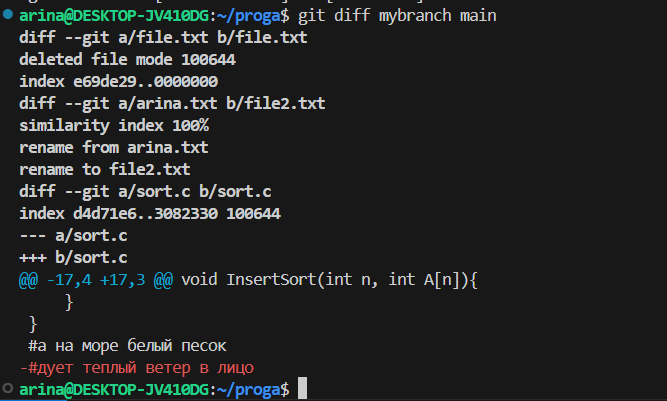 arina@DESKTOP-JV410DG:~/proga$ git diff mybranch main
diff --git a/file.txt b/file.txt
deleted file mode 100644
index e69de29..0000000
diff --git a/arina.txt b/file2.txt
similarity index 100%
rename from arina.txt
rename to file2.txt
diff --git a/sort.c b/sort.c
index d4d71e6..3082330 100644
--- a/sort.c
+++ b/sort.c
@@ -17,4 +17,3 @@ void InsertSort(int n, int A[n]){
     }
 }
 #а на море белый песок
-#дует теплый ветер в лицо
arina@DESKTOP-JV410DG:~/proga$